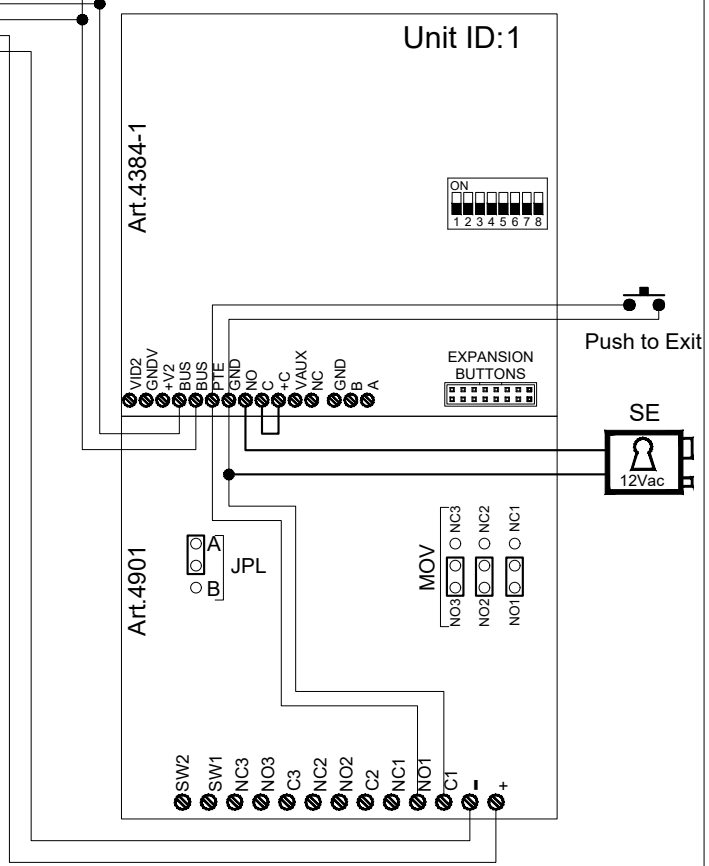 Unit ID:1
Art.4384-1
ON
1 2 3 4 5 6 7 8
Push to Exit
VID2
GNDV
+V2
BUS
BUS
PTE
GND
NO
C
+C
VAUX
NC
GND
B
A
EXPANSION
BUTTONS
SE
12Vac
Art.4901
A
B
JPL
MOV
NC3
NC2
NC1
NO3
NO2
NO1
SW2
SW1
NC3
NO3
C3
NC2
NO2
C2
NC1
NO1
C1
-
+